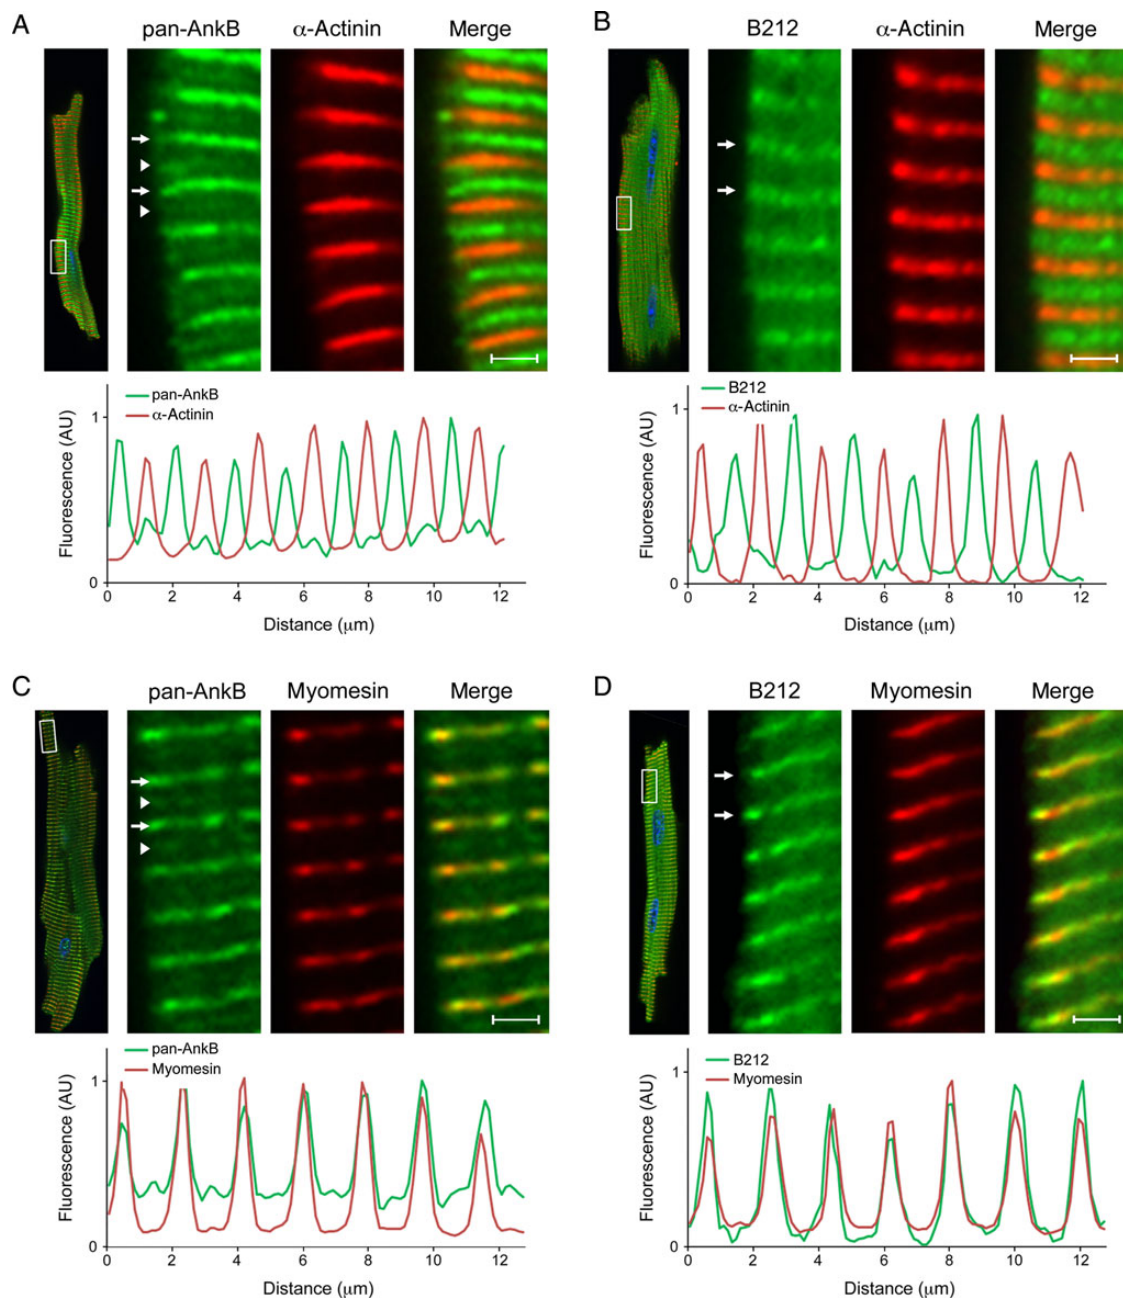 A
pan-AnkB α-Actinin Merge
pan-AnkB
α-Actinin
Fluorescence (AU)
1
0
0 2 4 6 8 10 12
Distance (μm)
B
B212 α-Actinin Merge
B212
α-Actinin
Fluorescence (AU)
1
0
0 2 4 6 8 10 12
Distance (μm)
C
pan-AnkB Myomesin Merge
pan-AnkB
Myomesin
Fluorescence (AU)
1
0
0 2 4 6 8 10 12
Distance (μm)
D
B212 Myomesin Merge
B212
Myomesin
Fluorescence (AU)
1
0
0 2 4 6 8 10 12
Distance (μm)